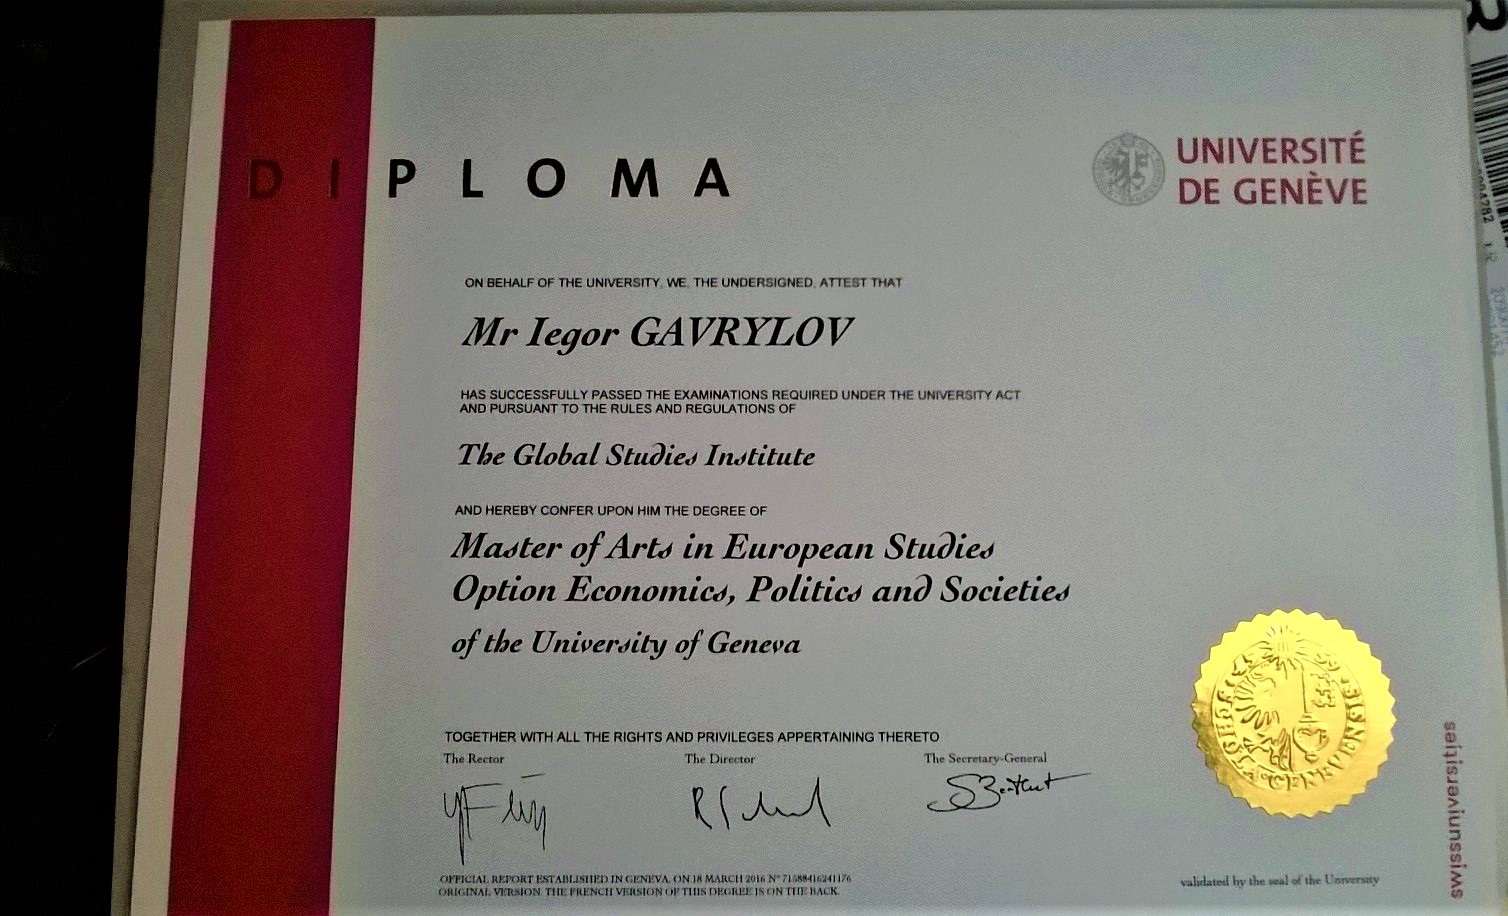 DIPLOMA
UNIVERSITÉ
DE GENÈVE
ON BEHALF OF THE UNIVERSITY, WE, THE UNDERSIGNED, ATTEST THAT
Mr Iegor GAVRYLOV
HAS SUCCESSFULLY PASSED THE EXAMINATIONS REQUIRED UNDER THE UNIVERSITY ACT
AND PURSUANT TO THE RULES AND REGULATIONS OF
The Global Studies Institute
AND HEREBY CONFER UPON HIM THE DEGREE OF
Master of Arts in European Studies
Option Economics, Politics and Societies
of the University of Geneva
TOGETHER WITH ALL THE RIGHTS AND PRIVILEGES APPERTAINING THERETO
The Rector
The Director
The Secretary-General
OFFICIAL REPORT ESTABLISHED IN GENEVA, ON 18 MARCH 2016 N° 71588416241176
ORIGINAL VERSION. THE FRENCH VERSION OF THIS DEGREE IS ON THE BACK.
validated by the seal of the University
swissuniversities
R